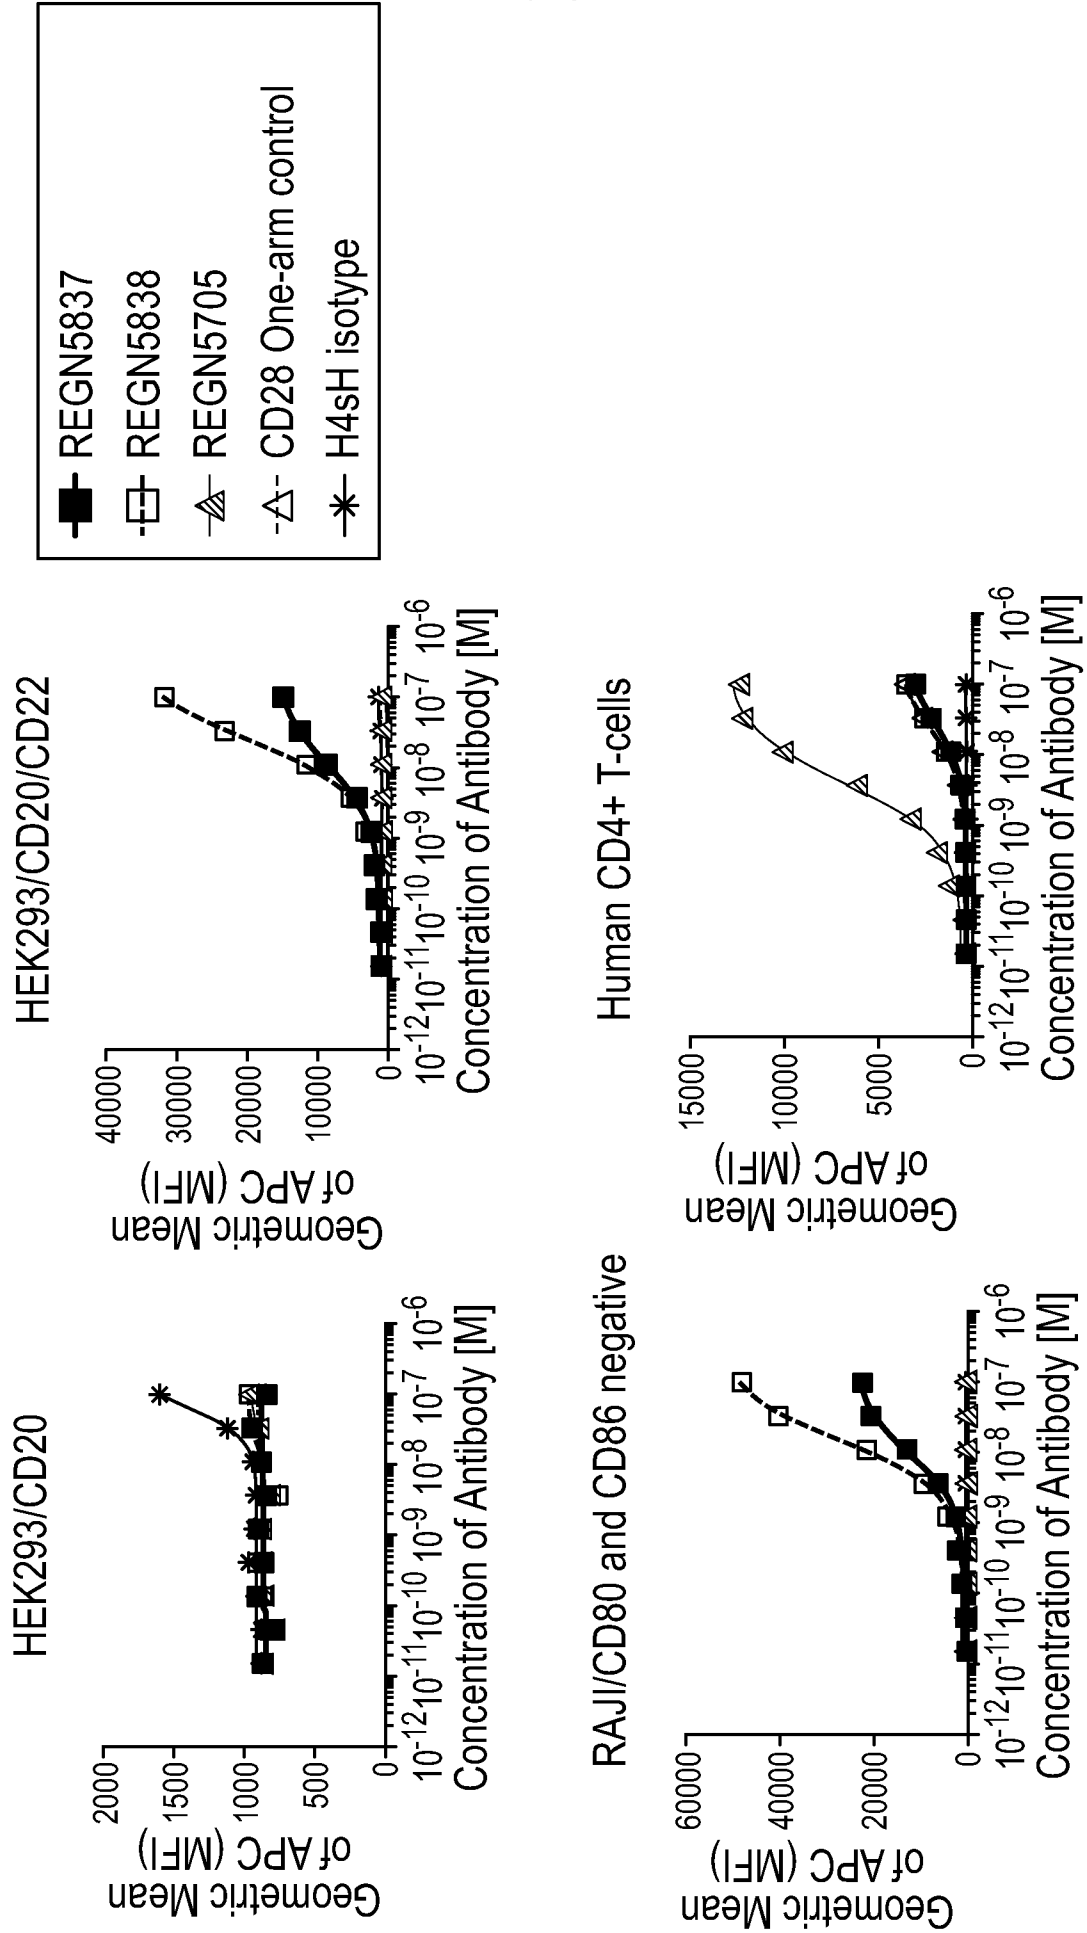 HEK293/CD20
Geometric Mean
of APC (MFI)
2000
15000
10000
5000
0
10-12 10-11 10-10 10-9 10-8 10-7 10-6
Concentration of Antibody [M]
HEK293/CD20/CD22
Geometric Mean
of APC (MFI)
400000
300000
200000
100000
0
10-12 10-11 10-10 10-9 10-8 10-7 10-6
Concentration of Antibody [M]
REGN5837
REGN5838
REGN5705
CD28 One-arm control
H4sH isotype
RAJI/CD80 and CD86 negative
Geometric Mean
of APC (MFI)
60000
40000
20000
0
10-12 10-11 10-10 10-9 10-8 10-7 10-6
Concentration of Antibody [M]
Human CD4+ T-cells
Geometric Mean
of APC (MFI)
15000
10000
5000
0
10-12 10-11 10-10 10-9 10-8 10-7 10-6
Concentration of Antibody [M]